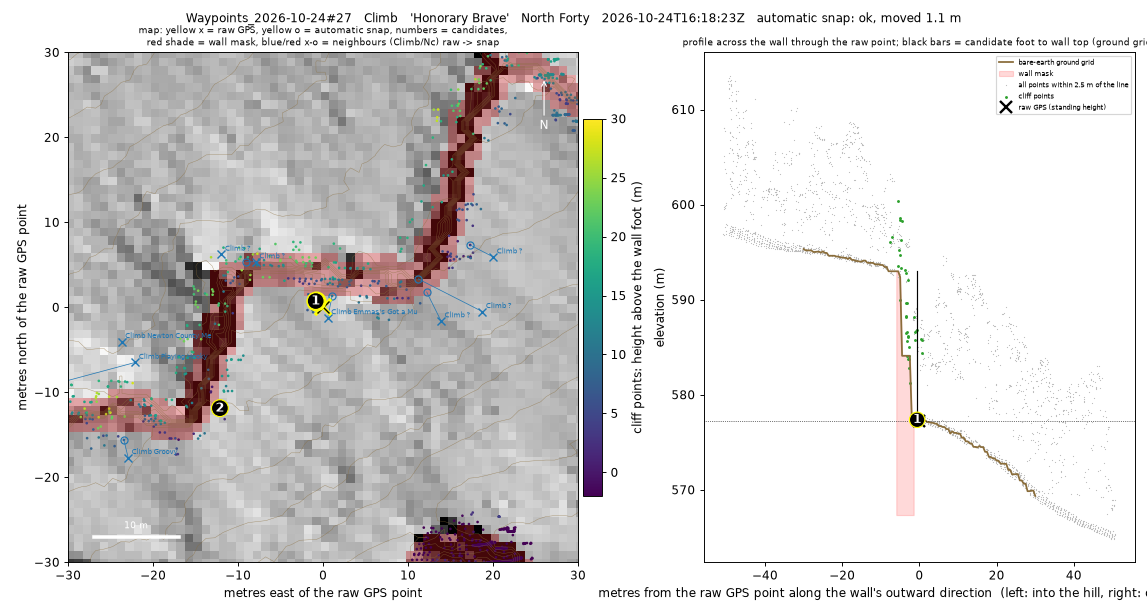 Waypoints_2026-10-24#27 Climb 'Honorary Brave' North Forty 2026-10-24T16:18:23Z automatic snap: ok, moved 1.1 m
map: yellow x = raw GPS, yellow o = automatic snap, numbers = candidates,
red shade = wall mask, blue/red x-o = neighbours (Climb/Nc) raw -> snap
profile across the wall through the raw point; black bars = candidate foot to wall top (ground gri
bare-earth ground grid
wall mask
all points within 2.5 m of the line
cliff points
raw GPS (standing height)
N
Climb ?
Climb ?
Climb Emmas's Got a Mu
Climb ?
Climb ?
Climb Groov
1
2
10 m
1
30
20
10
0
−10
−20
−30
−30
−20
−10
0
10
20
30
metres east of the raw GPS point
metres north of the raw GPS point
30
25
20
15
10
5
0
cliff points: height above the wall foot (m)
610
600
590
580
570
elevation (m)
−40
−20
0
20
40
metres from the raw GPS point along the wall's outward direction (left: into the hill, right: